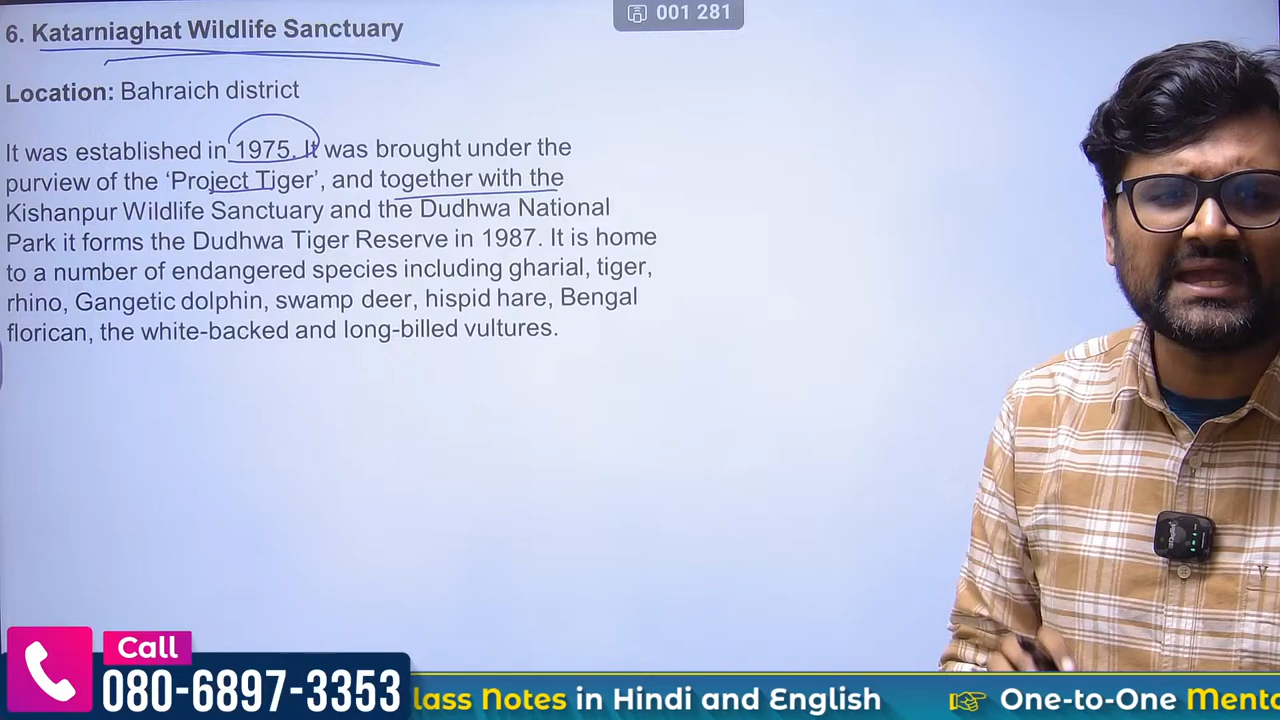 001 281
6. Katarniaghat Wildlife Sanctuary
Location: Bahraich district
It was established in 1975. It was brought under the
purview of the ‘Project Tiger’, and together with the
Kishanpur Wildlife Sanctuary and the Dudhwa National
Park it forms the Dudhwa Tiger Reserve in 1987. It is home
to a number of endangered species including gharial, tiger,
rhino, Gangetic dolphin, swamp deer, hispid hare, Bengal
florican, the white-backed and long-billed vultures.
Call
080-6897-3353
lass Notes in Hindi and English
One-to-One Mento